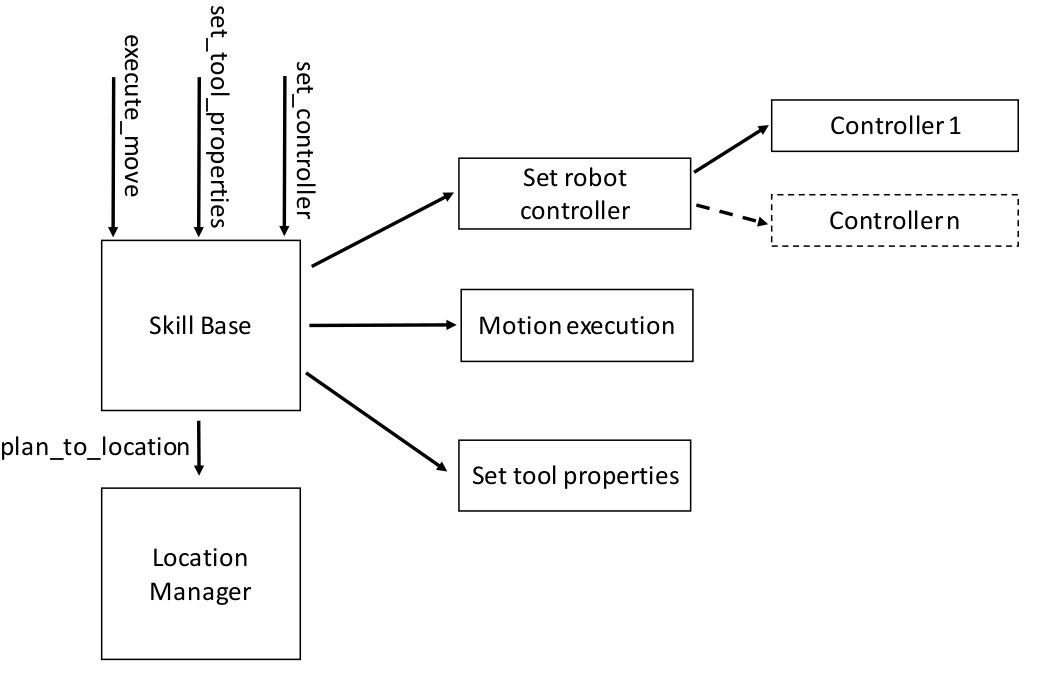 execute_move
set_tool_properties
set_controller
Controller 1
Set robot
controller
Controller n
Skill Base
Motion execution
plan_to_location
Set tool properties
Location
Manager